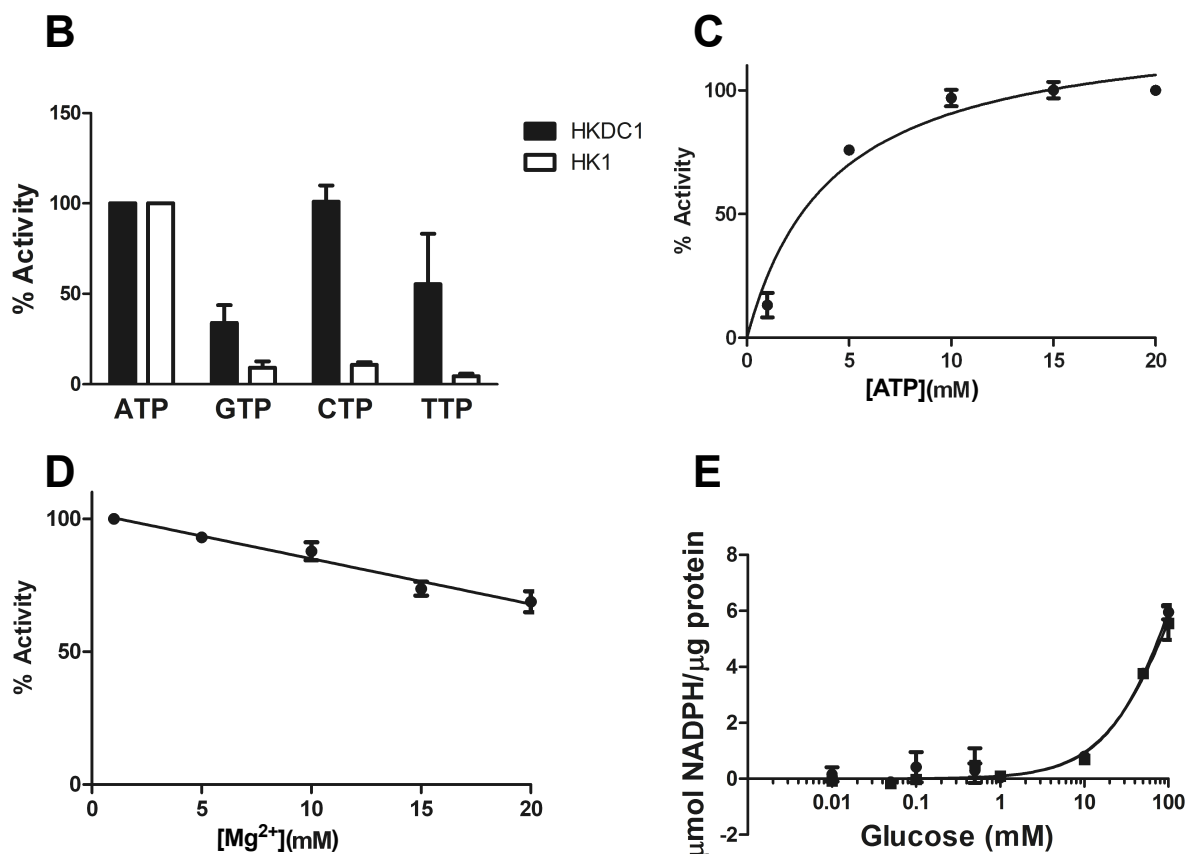 B
150
100
50
0
% Activity
ATP GTP CTP TTP
HKDC1
HK1
C
100
50
0
% Activity
0 5 10 15 20
[ATP](mM)
D
100
50
0
% Activity
0 5 10 15 20
[Mg²⁺](mM)
E
8
6
4
2
0
-2
μmol NADPH/μg protein
0.01 0.1 1 10 100
Glucose (mM)